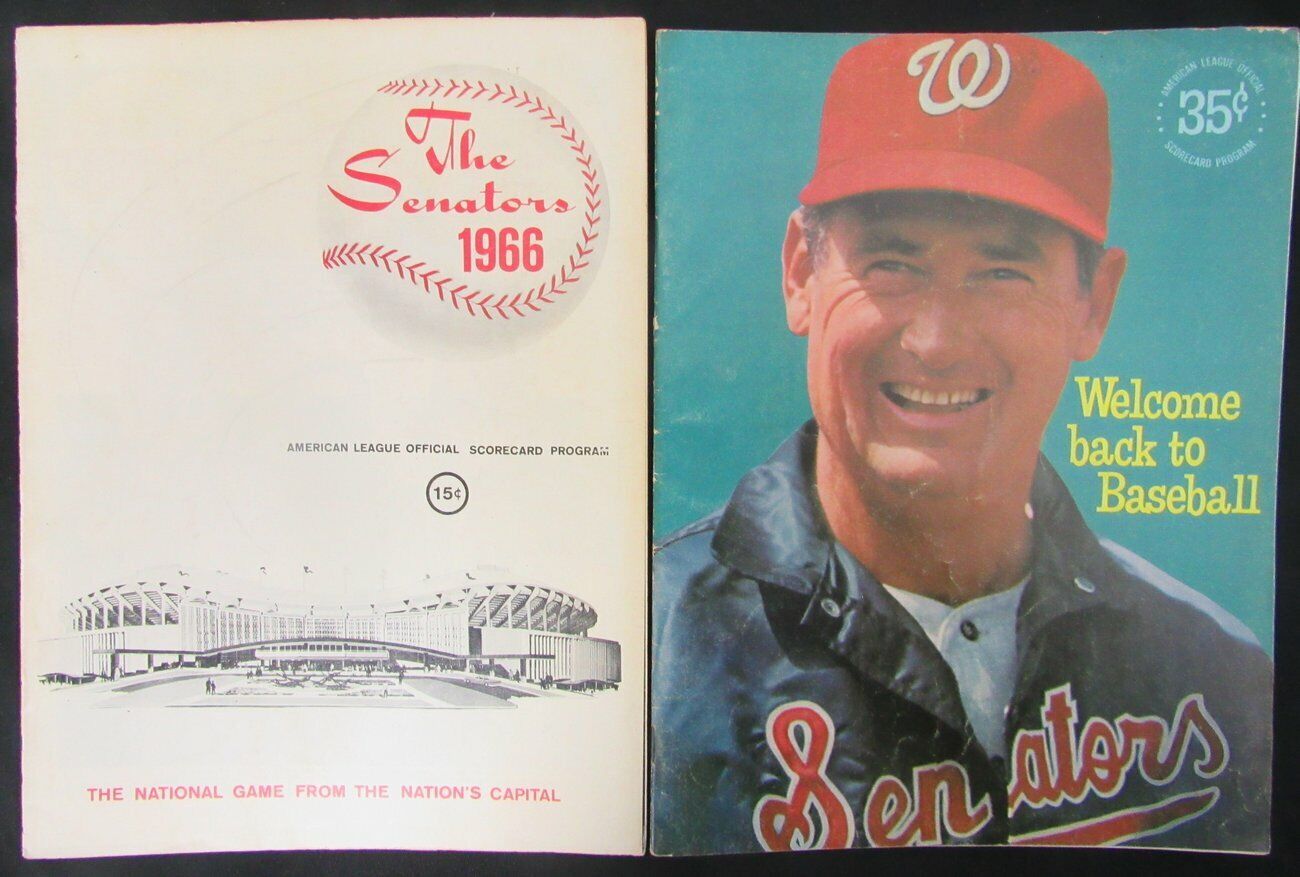 The
Senators
1966
AMERICAN LEAGUE OFFICIAL SCORECARD PROGRAM
15¢
THE NATIONAL GAME FROM THE NATION'S CAPITAL
W
AMERICAN LEAGUE OFFICIAL
35¢
SCORECARD PROGRAM
Welcome
back to
Baseball
Senators